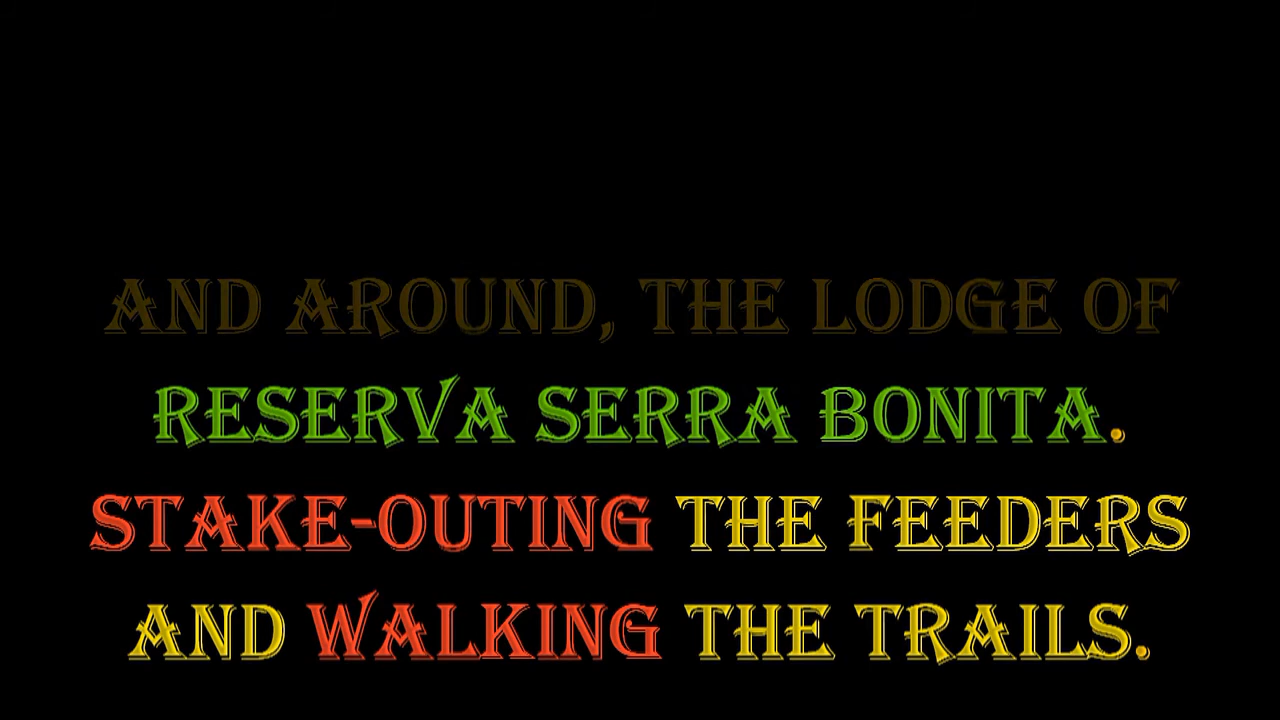 AND AROUND, THE LODGE OF
RESERVA SERRA BONITA.
STAKE-OUTING THE FEEDERS
AND WALKING THE TRAILS.